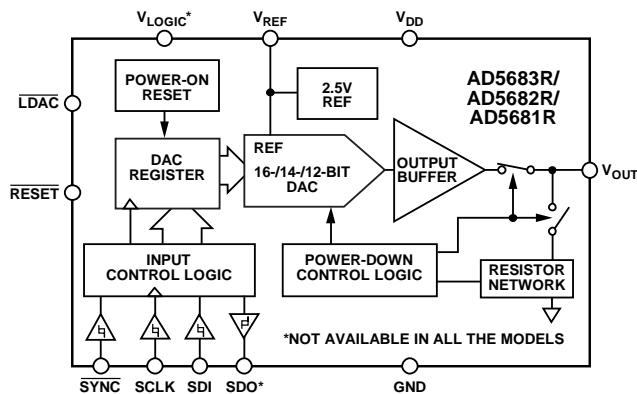 VLOGIC*
VREF
VDD
POWER-ON
RESET
2.5V
REF
AD5683R/
AD5682R/
AD5681R
LDAC
REF
DAC
REGISTER
16-/14-/12-BIT
DAC
OUTPUT
BUFFER
VOUT
RESET
INPUT
CONTROL LOGIC
POWER-DOWN
CONTROL LOGIC
RESISTOR
NETWORK
*NOT AVAILABLE IN ALL THE MODELS
SYNC
SCLK
SDI
SDO*
GND